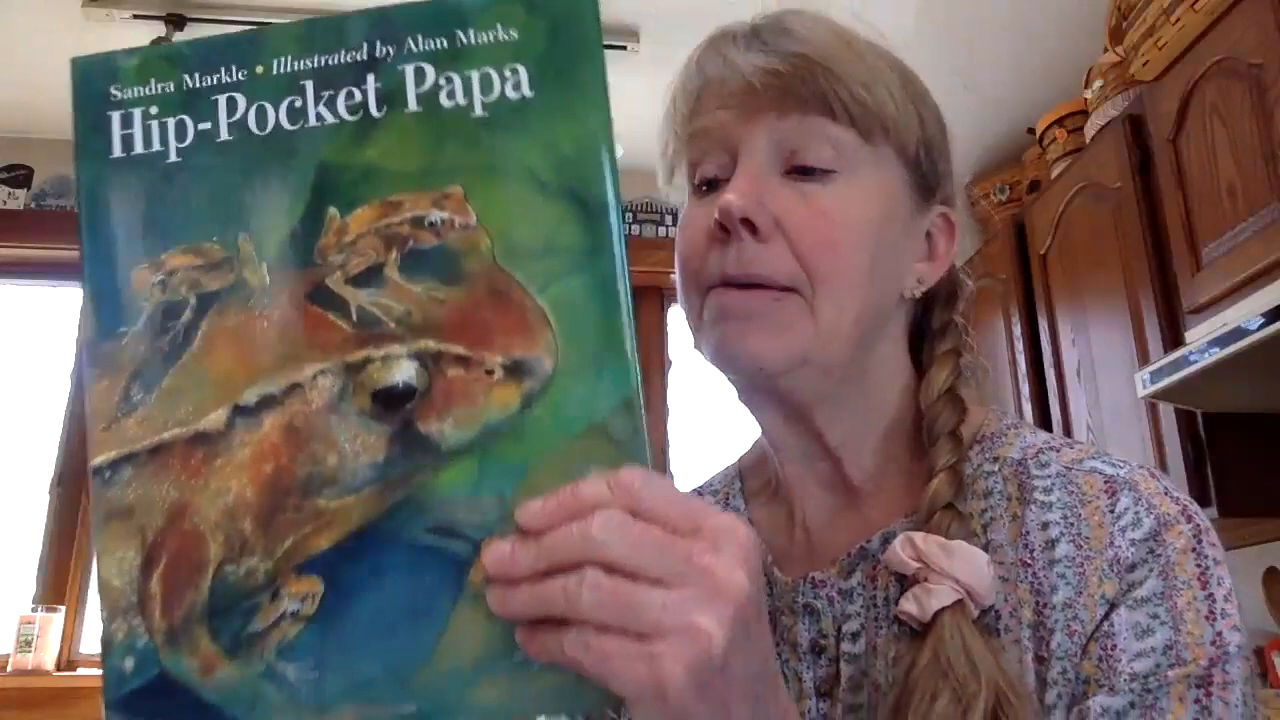 Sandra Markle • Illustrated by Alan Marks
Hip-Pocket Papa